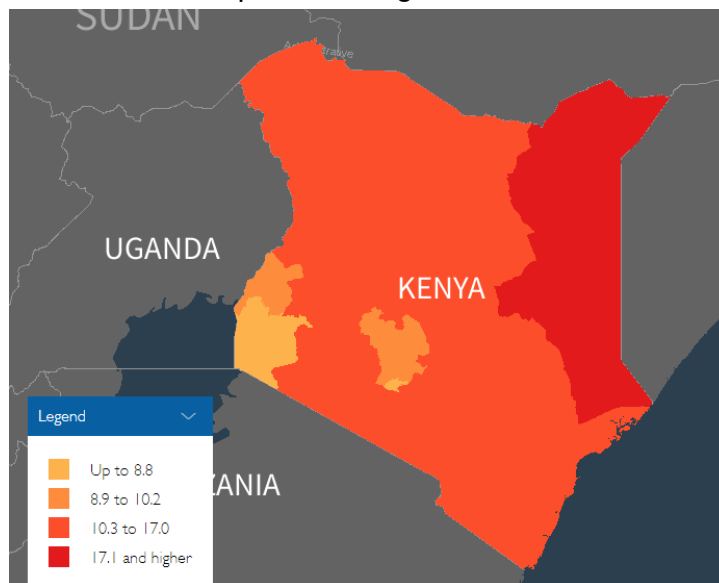 SUDAN
UGANDA
KENYA
Legend
ZANIA
Up to 8.8
8.9 to 10.2
10.3 to 17.0
17.1 and higher